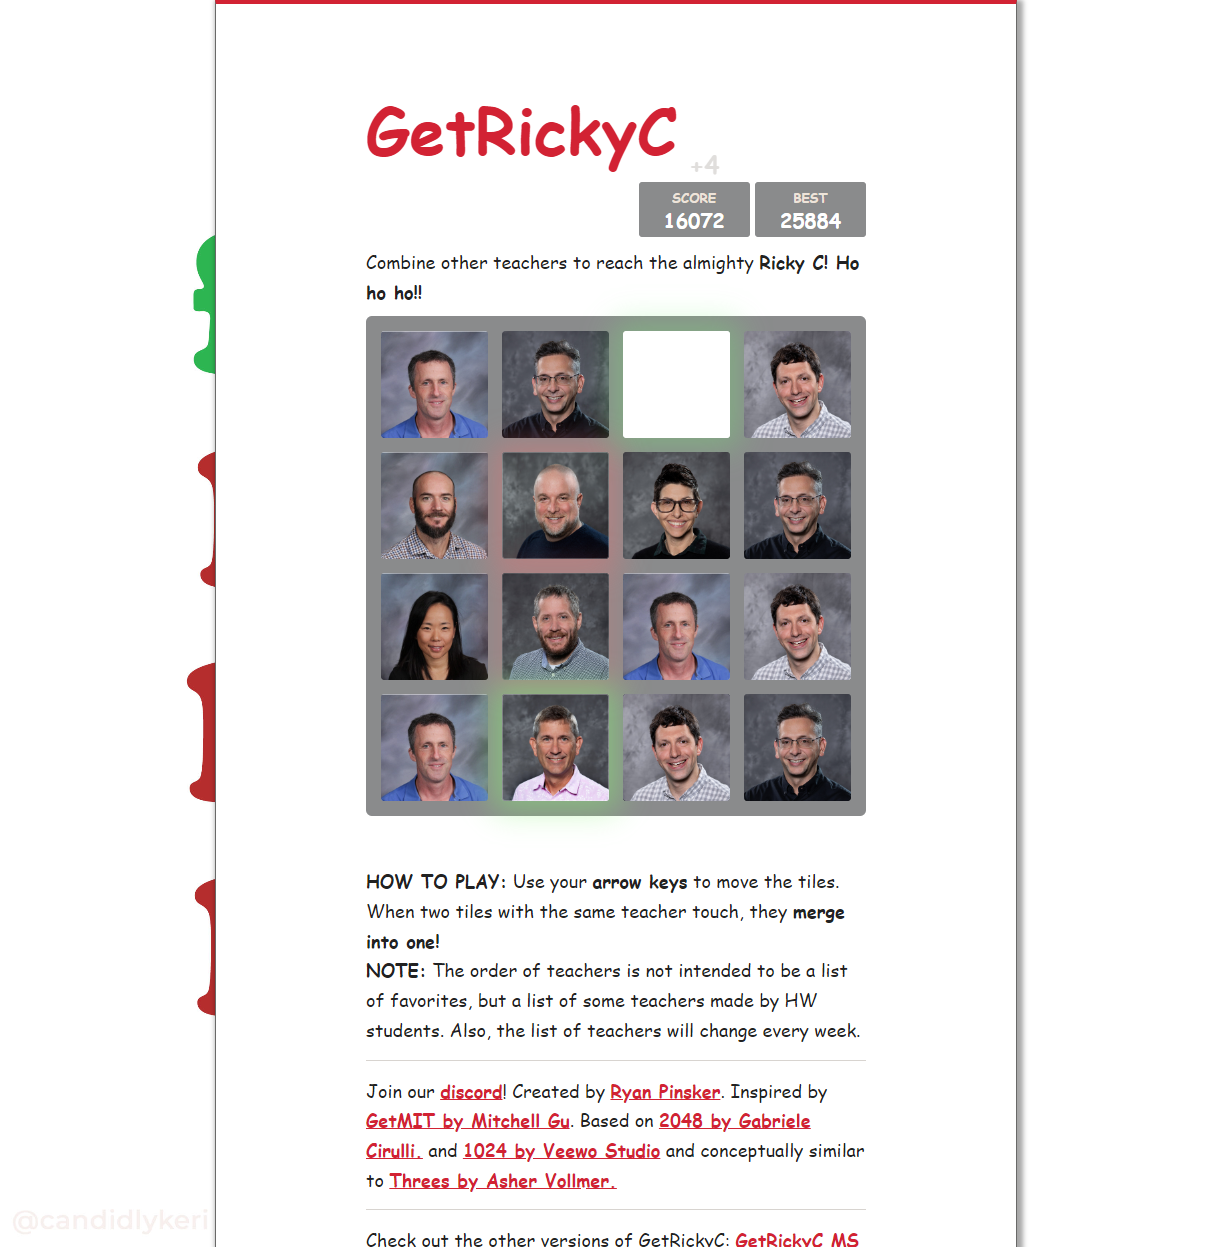 GetRickyC
+4
SCORE BEST
16072 25884
Combine other teachers to reach the almighty Ricky C! Ho
ho ho!!
HOW TO PLAY: Use your arrow keys to move the tiles.
When two tiles with the same teacher touch, they merge
into one!
NOTE: The order of teachers is not intended to be a list
of favorites, but a list of some teachers made by HW
students. Also, the list of teachers will change every week.
Join our discord! Created by Ryan Pinsker. Inspired by
GetMIT by Mitchell Gu. Based on 2048 by Gabriele
Cirulli. and 1024 by Veewo Studio and conceptually similar
to Threes by Asher Vollmer.
Check out the other versions of GetRickyC: GetRickyC MS
@candidlykeri